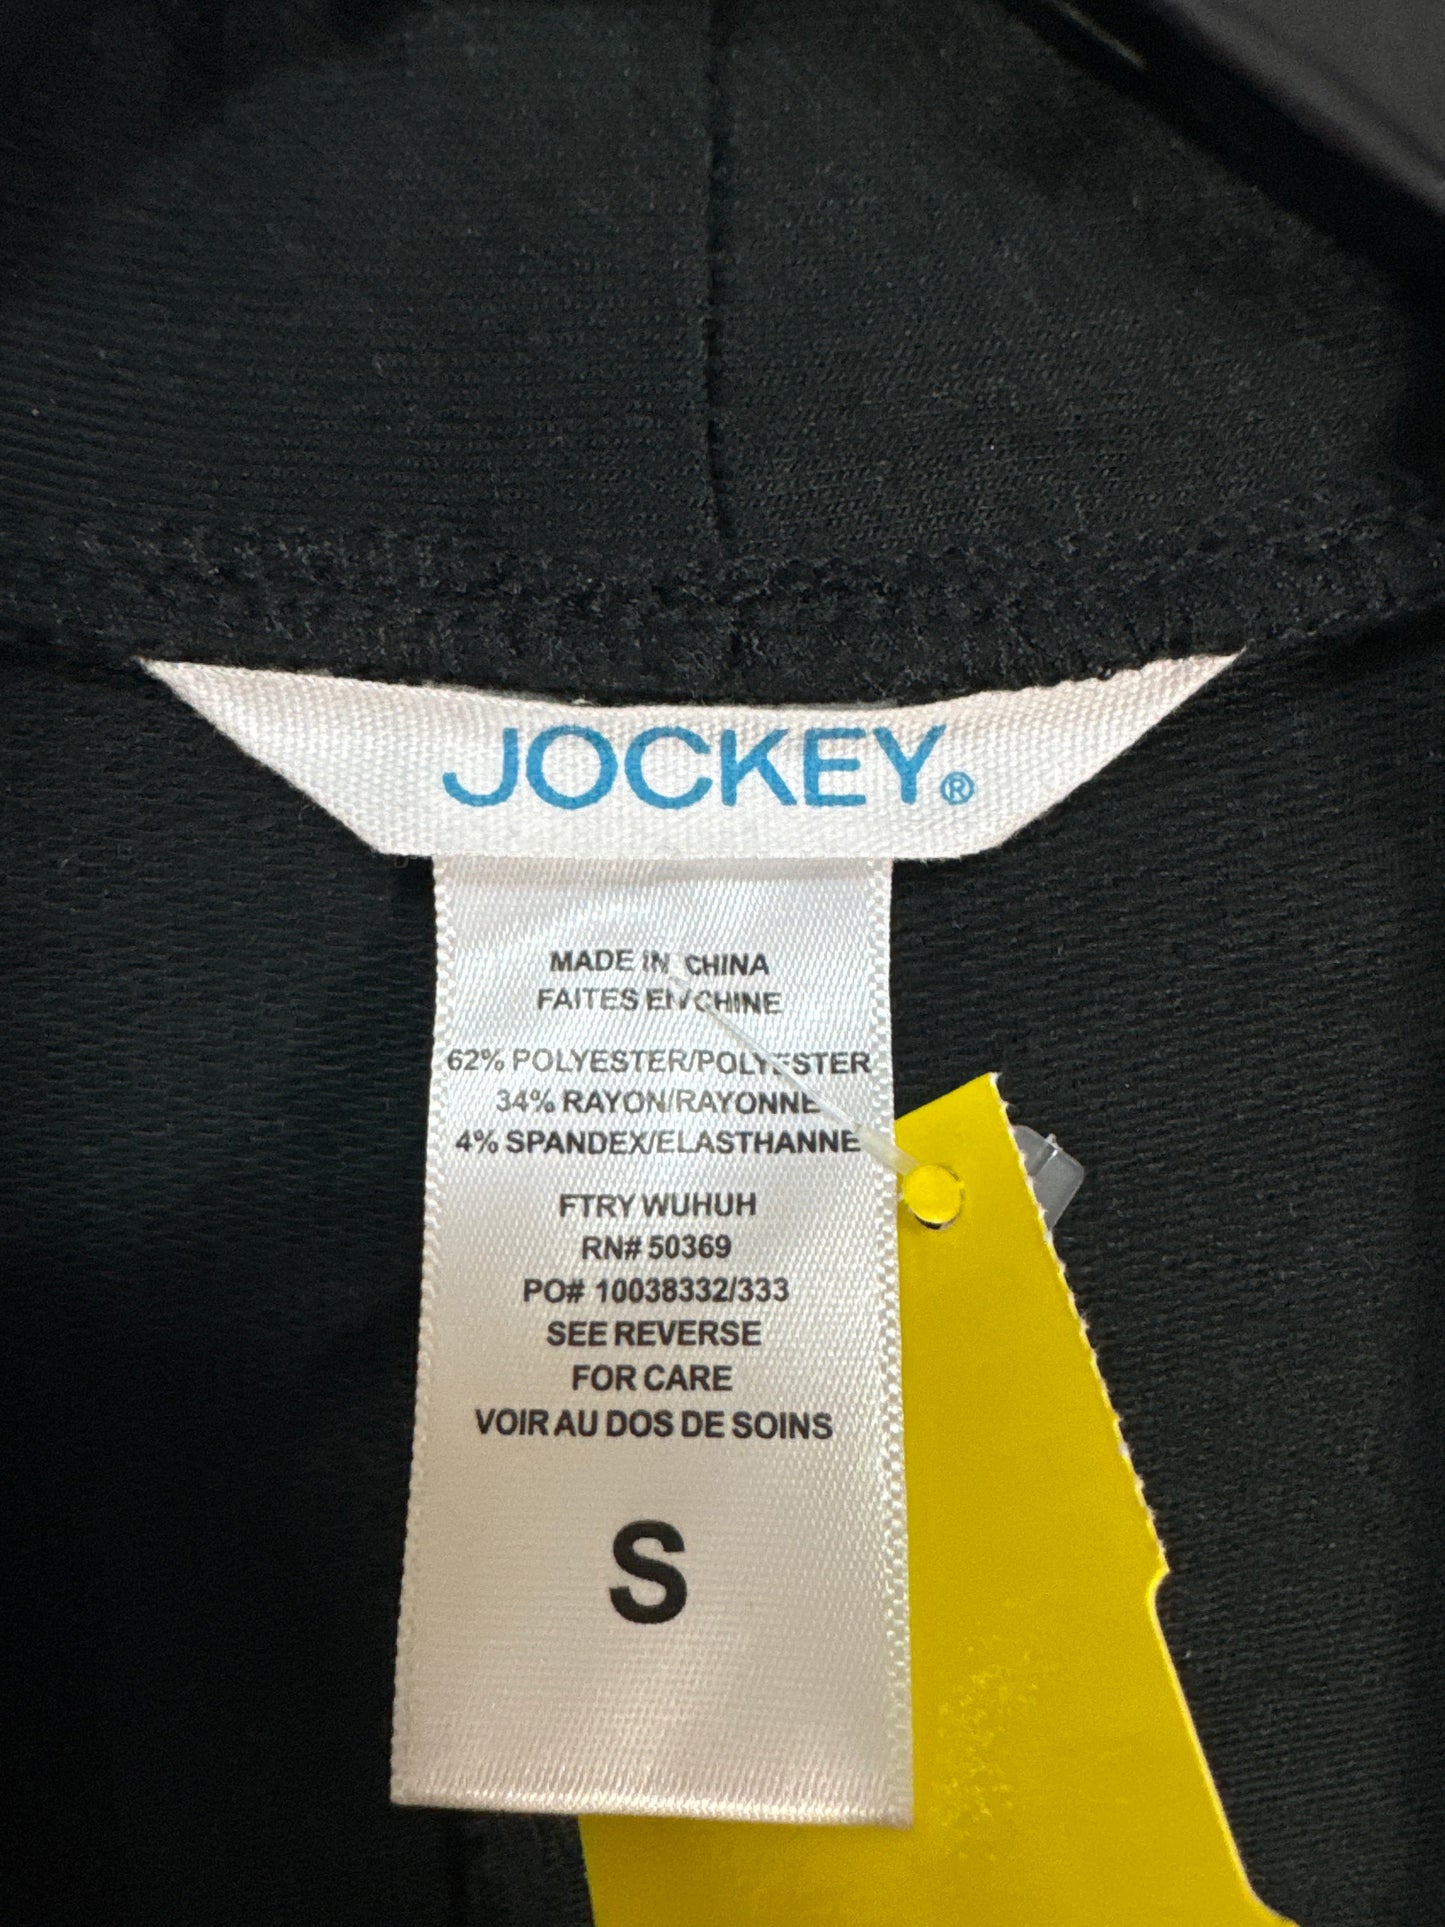 JOCKEY®
MADE IN CHINA
FAITES EN CHINE
62% POLYESTER/POLYESTER
34% RAYON/RAYONNE
4% SPANDEX/ELASTHANNE
FTRY WUHUH
RN# 50369
PO# 10038332/333
SEE REVERSE
FOR CARE
VOIR AU DOS DE SOINS
S